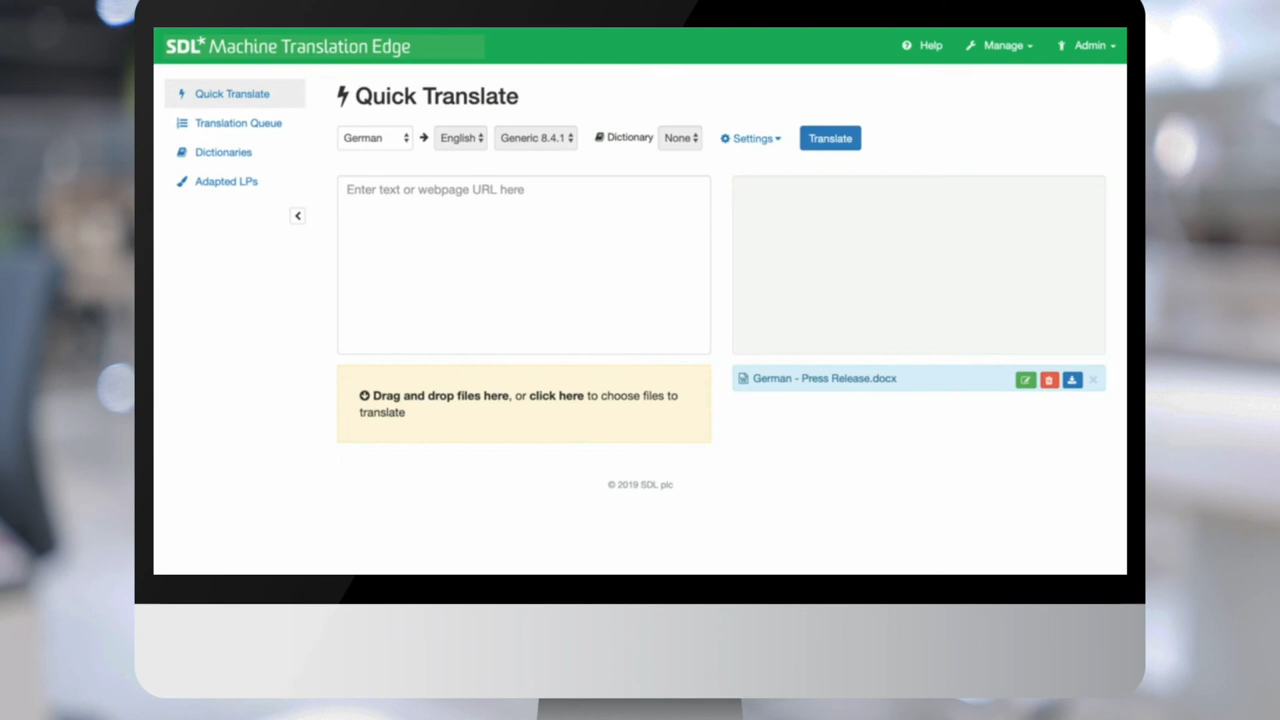 SDL* Machine Translation Edge
Help
Manage
Admin
Quick Translate
Translation Queue
Dictionaries
Adapted LPs
Quick Translate
German
English
Generic 8.4.1
Dictionary
None
Settings
Translate
Enter text or webpage URL here
Drag and drop files here, or click here to choose files to
translate
German - Press Release.docx
© 2019 SDL plc